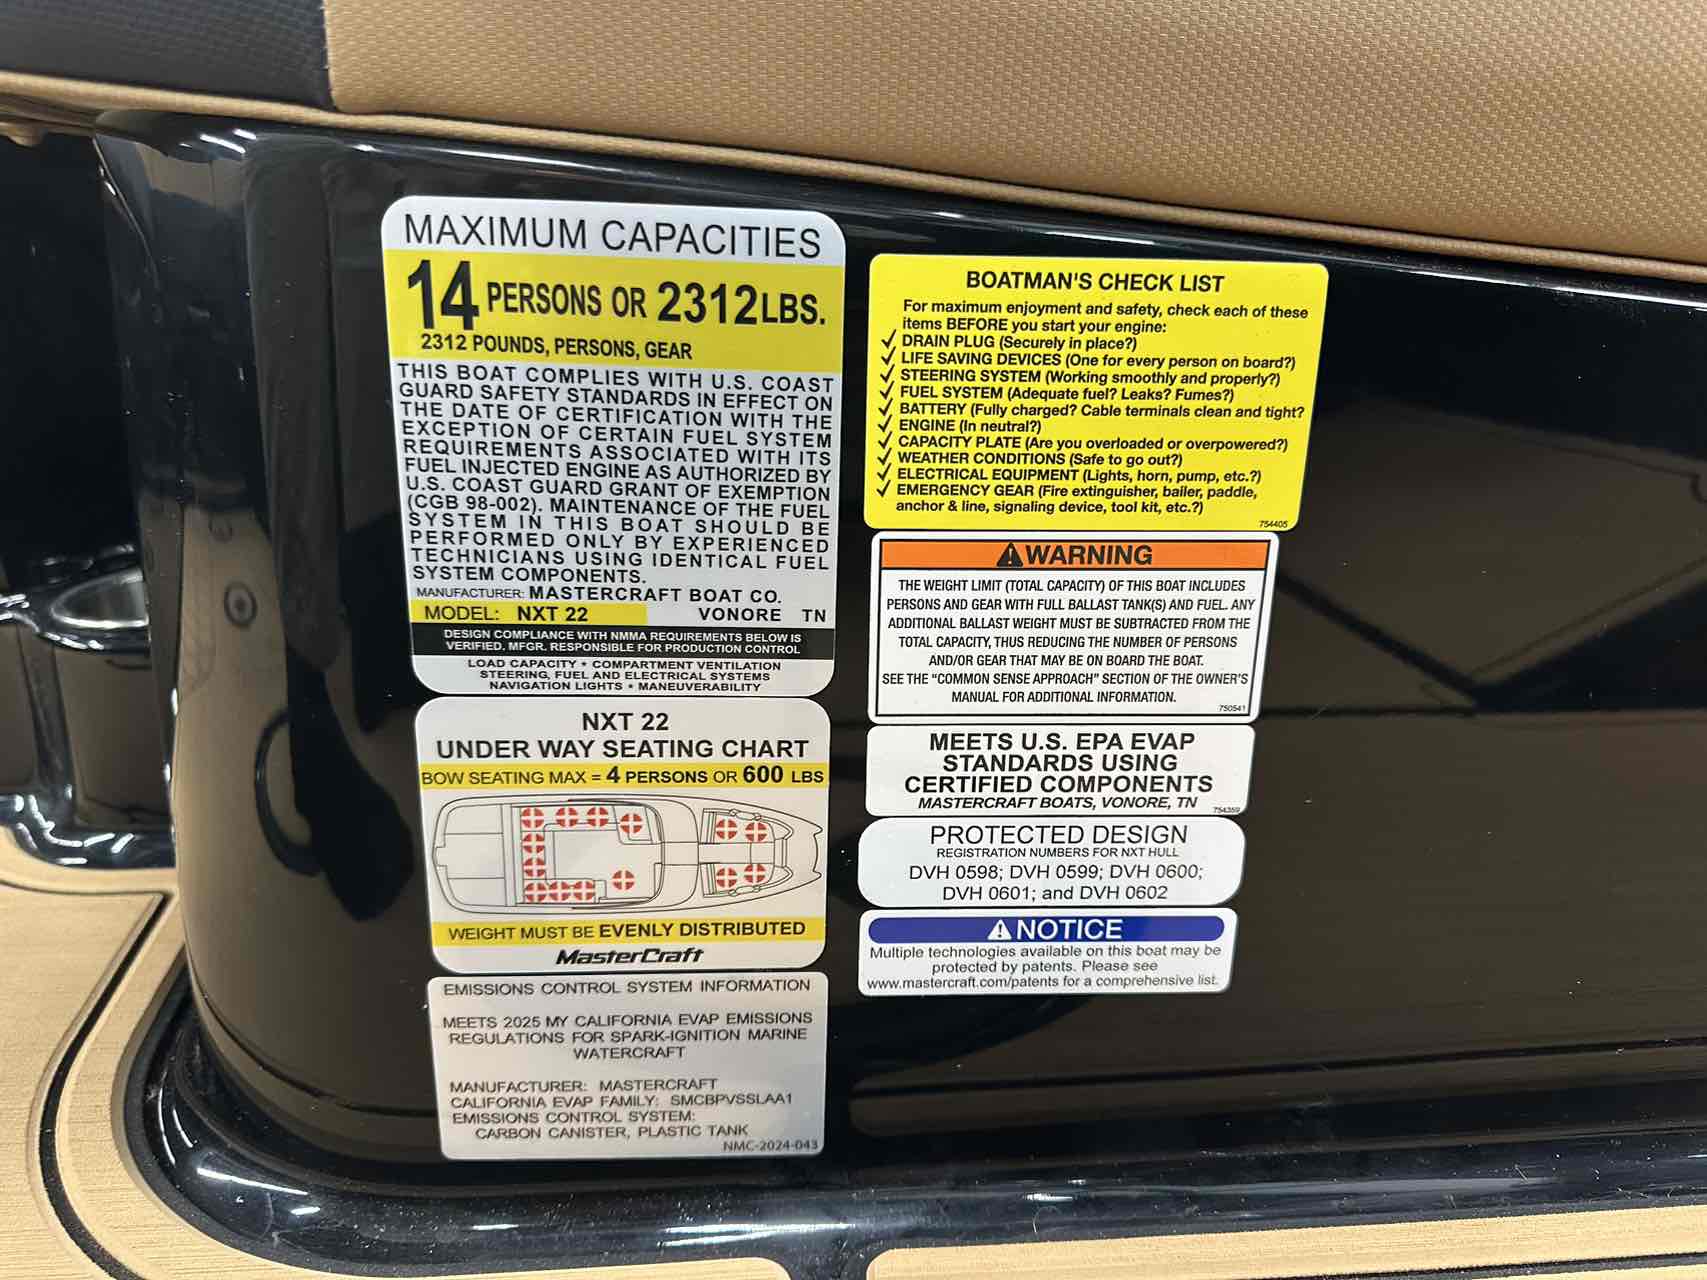 MAXIMUM CAPACITIES
14 PERSONS OR 2312 LBS.
2312 POUNDS, PERSONS, GEAR
THIS BOAT COMPLIES WITH U.S. COAST
GUARD SAFETY STANDARDS IN EFFECT ON
THE DATE OF CERTIFICATION WITH THE
EXCEPTION OF CERTAIN FUEL SYSTEM
REQUIREMENTS ASSOCIATED WITH ITS
FUEL INJECTED ENGINE AS AUTHORIZED BY
U.S. COAST GUARD GRANT OF EXEMPTION
(CGB 98-002). MAINTENANCE OF THE FUEL
SYSTEM IN THIS BOAT SHOULD BE
PERFORMED ONLY BY EXPERIENCED
TECHNICIANS USING IDENTICAL FUEL
SYSTEM COMPONENTS.
MANUFACTURER: MASTERCRAFT BOAT CO.
MODEL: NXT 22 VONORE TN
DESIGN COMPLIANCE WITH NMMA REQUIREMENTS BELOW IS
VERIFIED. MFGR. RESPONSIBLE FOR PRODUCTION CONTROL
LOAD CAPACITY • COMPARTMENT VENTILATION
STEERING, FUEL AND ELECTRICAL SYSTEMS
NAVIGATION LIGHTS • MANEUVERABILITY
NXT 22
UNDER WAY SEATING CHART
BOW SEATING MAX = 4 PERSONS OR 600 LBS
WEIGHT MUST BE EVENLY DISTRIBUTED
MasterCraft
EMISSIONS CONTROL SYSTEM INFORMATION
MEETS 2025 MY CALIFORNIA EVAP EMISSIONS
REGULATIONS FOR SPARK-IGNITION MARINE
WATERCRAFT
MANUFACTURER: MASTERCRAFT
CALIFORNIA EVAP FAMILY: SMCBPVSSLAA1
EMISSIONS CONTROL SYSTEM:
CARBON CANISTER, PLASTIC TANK
NMC-2024-043
BOATMAN'S CHECK LIST
For maximum enjoyment and safety, check each of these
items BEFORE you start your engine:
✓ DRAIN PLUG (Securely in place?)
✓ LIFE SAVING DEVICES (One for every person on board?)
✓ STEERING SYSTEM (Working smoothly and properly?)
✓ FUEL SYSTEM (Adequate fuel? Leaks? Fumes?)
✓ BATTERY (Fully charged? Cable terminals clean and tight?
✓ ENGINE (In neutral?)
✓ CAPACITY PLATE (Are you overloaded or overpowered?)
✓ WEATHER CONDITIONS (Safe to go out?)
✓ ELECTRICAL EQUIPMENT (Lights, horn, pump, etc.?)
✓ EMERGENCY GEAR (Fire extinguisher, bailer, paddle,
anchor & line, signaling device, tool kit, etc.?)
754405
WARNING
THE WEIGHT LIMIT (TOTAL CAPACITY) OF THIS BOAT INCLUDES
PERSONS AND GEAR WITH FULL BALLAST TANK(S) AND FUEL. ANY
ADDITIONAL BALLAST WEIGHT MUST BE SUBTRACTED FROM THE
TOTAL CAPACITY, THUS REDUCING THE NUMBER OF PERSONS
AND/OR GEAR THAT MAY BE ON BOARD THE BOAT.
SEE THE “COMMON SENSE APPROACH” SECTION OF THE OWNER'S
MANUAL FOR ADDITIONAL INFORMATION.
750541
MEETS U.S. EPA EVAP
STANDARDS USING
CERTIFIED COMPONENTS
MASTERCRAFT BOATS, VONORE, TN
754359
PROTECTED DESIGN
REGISTRATION NUMBERS FOR NXT HULL
DVH 0598; DVH 0599; DVH 0600;
DVH 0601; and DVH 0602
NOTICE
Multiple technologies available on this boat may be
protected by patents. Please see
www.mastercraft.com/patents for a comprehensive list.